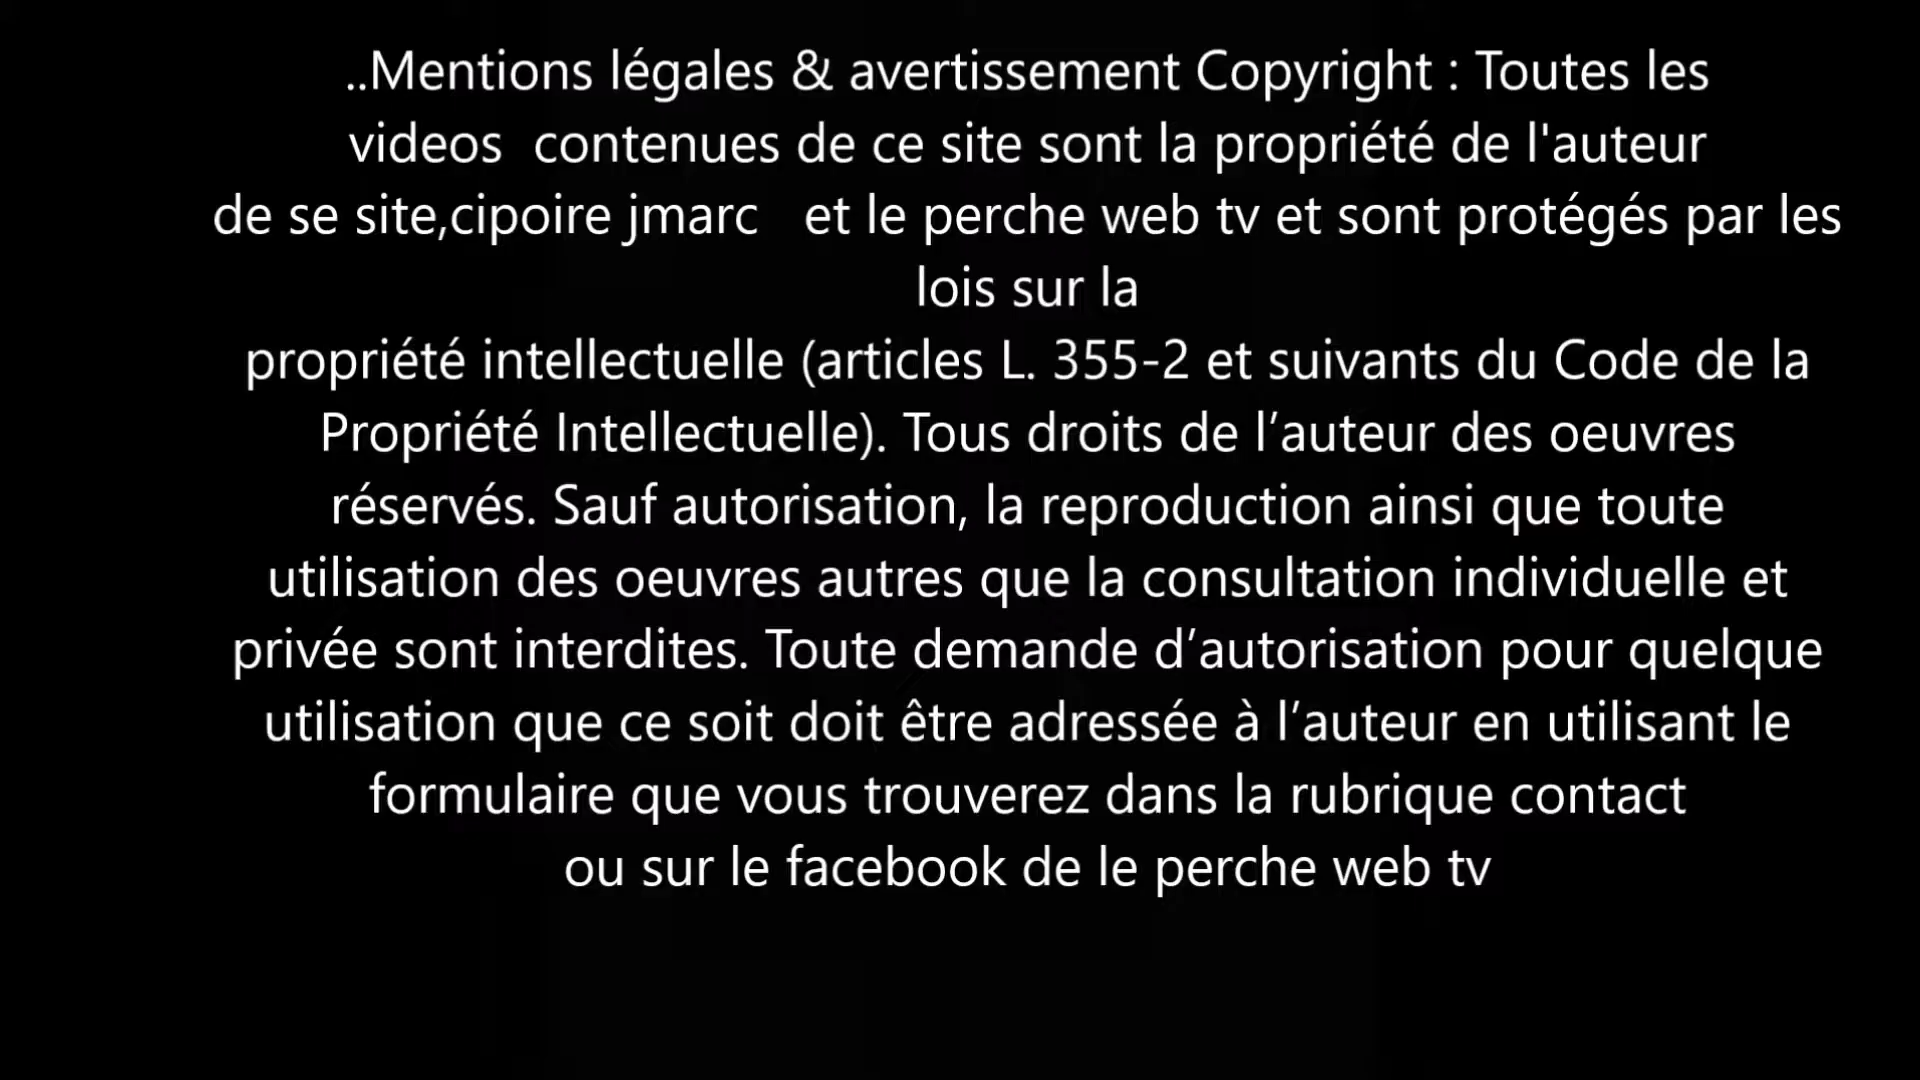 ..Mentions légales & avertissement Copyright : Toutes les
videos  contenues de ce site sont la propriété de l'auteur
de se site,cipoire jmarc   et le perche web tv et sont protégés par les
lois sur la
propriété intellectuelle (articles L. 355-2 et suivants du Code de la
Propriété Intellectuelle). Tous droits de l’auteur des oeuvres
réservés. Sauf autorisation, la reproduction ainsi que toute
utilisation des oeuvres autres que la consultation individuelle et
privée sont interdites. Toute demande d’autorisation pour quelque
utilisation que ce soit doit être adressée à l’auteur en utilisant le
formulaire que vous trouverez dans la rubrique contact
ou sur le facebook de le perche web tv